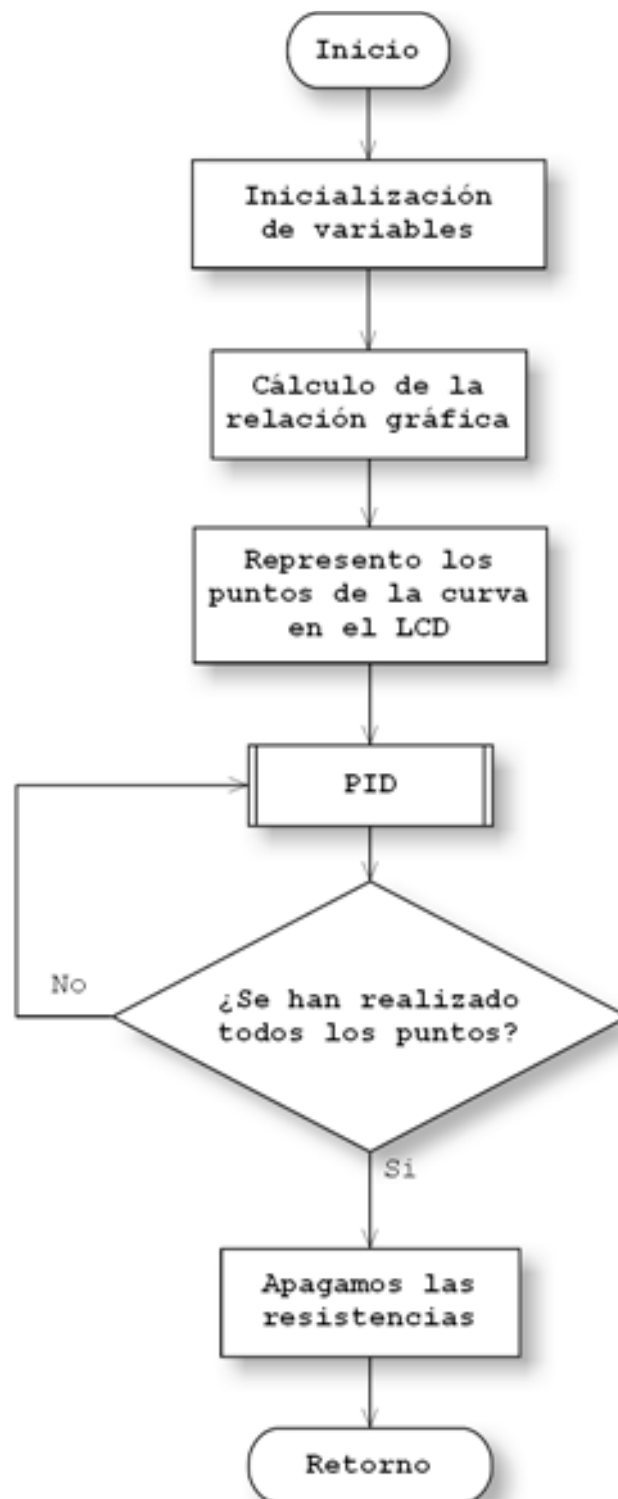 Inicio
Inicialización
de variables
Cálculo de la
relación gráfica
Represento los
puntos de la curva
en el LCD
PID
No
¿Se han realizado
todos los puntos?
Si
Apagamos las
resistencias
Retorno